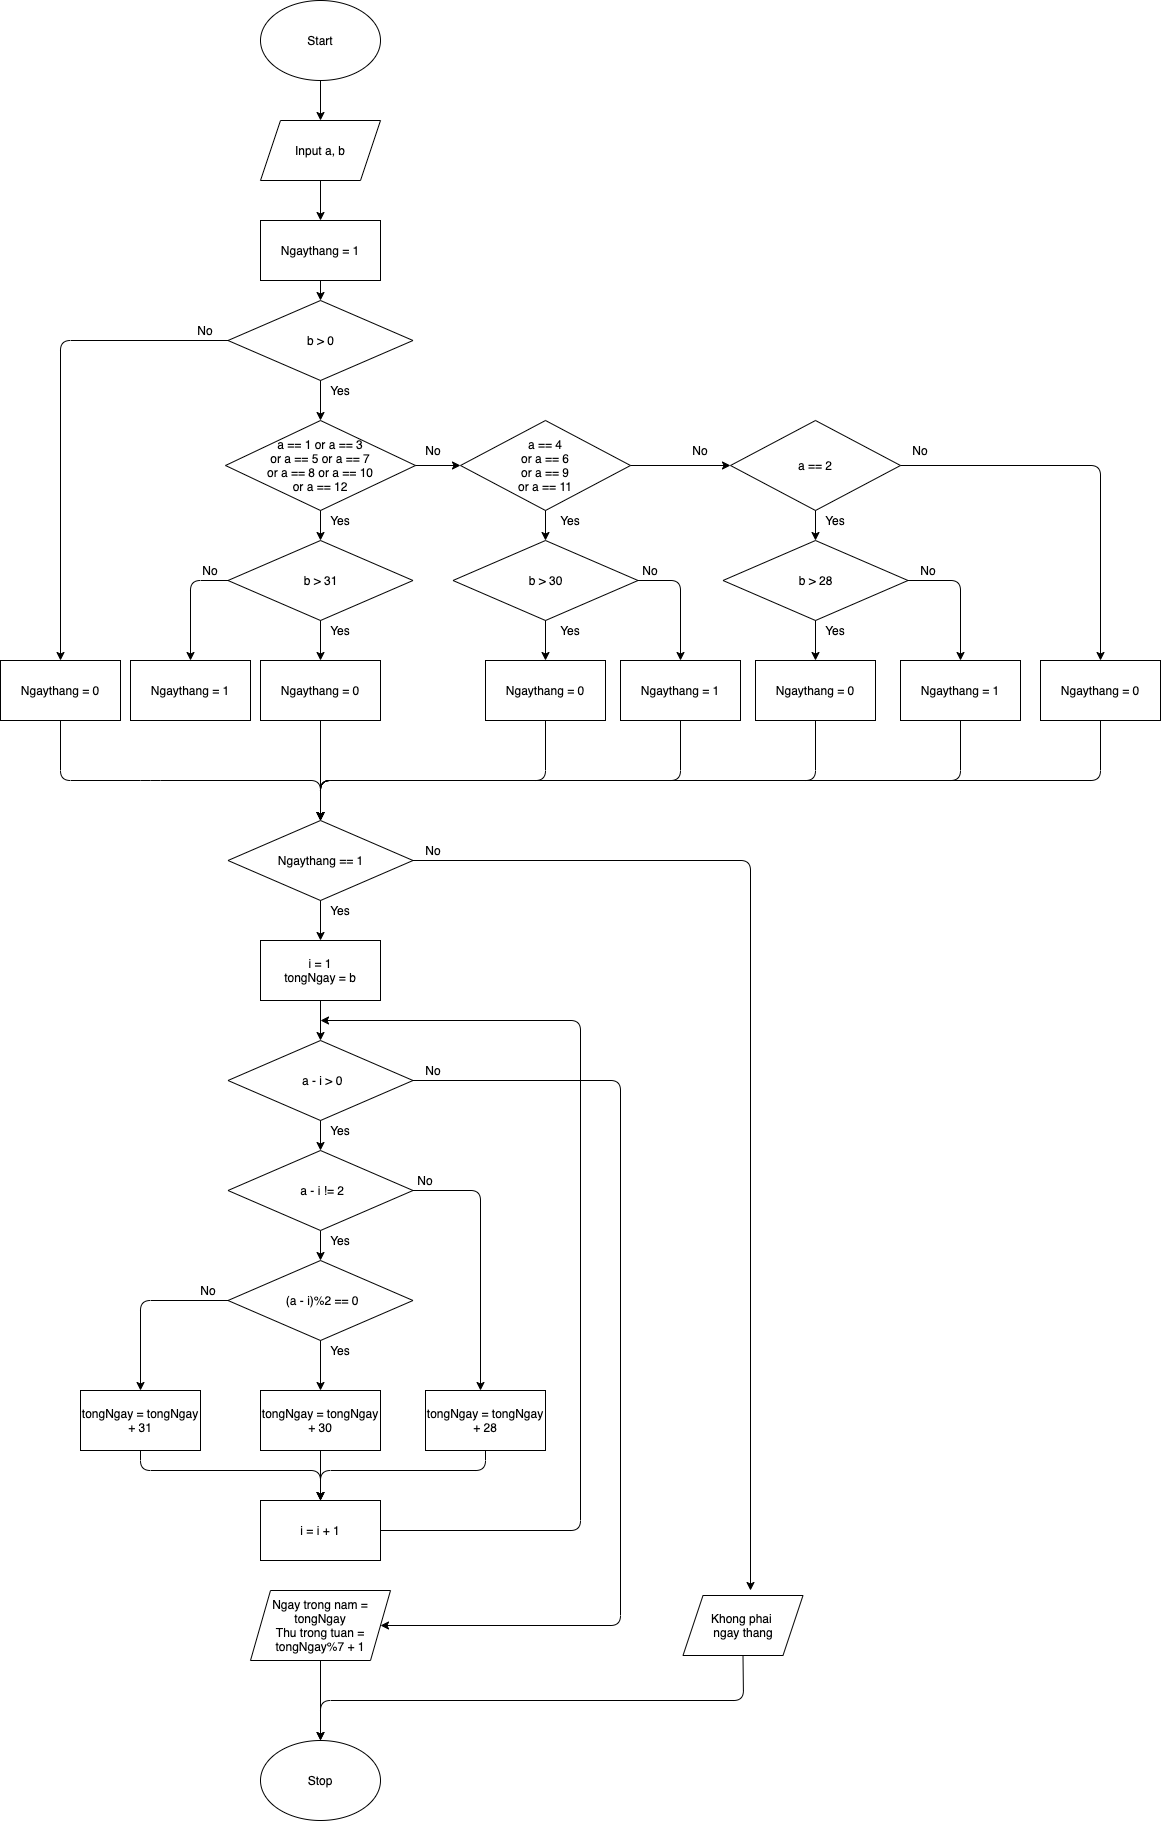 Start
Input a, b
Ngaythang = 1
b > 0
No
Yes
a == 1 or a == 3
or a == 5 or a == 7
or a == 8 or a == 10
or a == 12
No
a == 4
or a == 6
or a == 9
or a == 11
No
a == 2
No
Yes
Yes
Yes
b > 31
No
b > 30
No
b > 28
No
Yes
Yes
Yes
Ngaythang = 0
Ngaythang = 1
Ngaythang = 0
Ngaythang = 0
Ngaythang = 1
Ngaythang = 0
Ngaythang = 1
Ngaythang = 0
Ngaythang == 1
No
Yes
i = 1
tongNgay = b
a - i > 0
No
Yes
a - i != 2
No
Yes
(a - i)%2 == 0
No
Yes
tongNgay = tongNgay
+ 31
tongNgay = tongNgay
+ 30
tongNgay = tongNgay
+ 28
i = i + 1
Ngay trong nam =
tongNgay
Thu trong tuan =
tongNgay%7 + 1
Khong phai
ngay thang
Stop